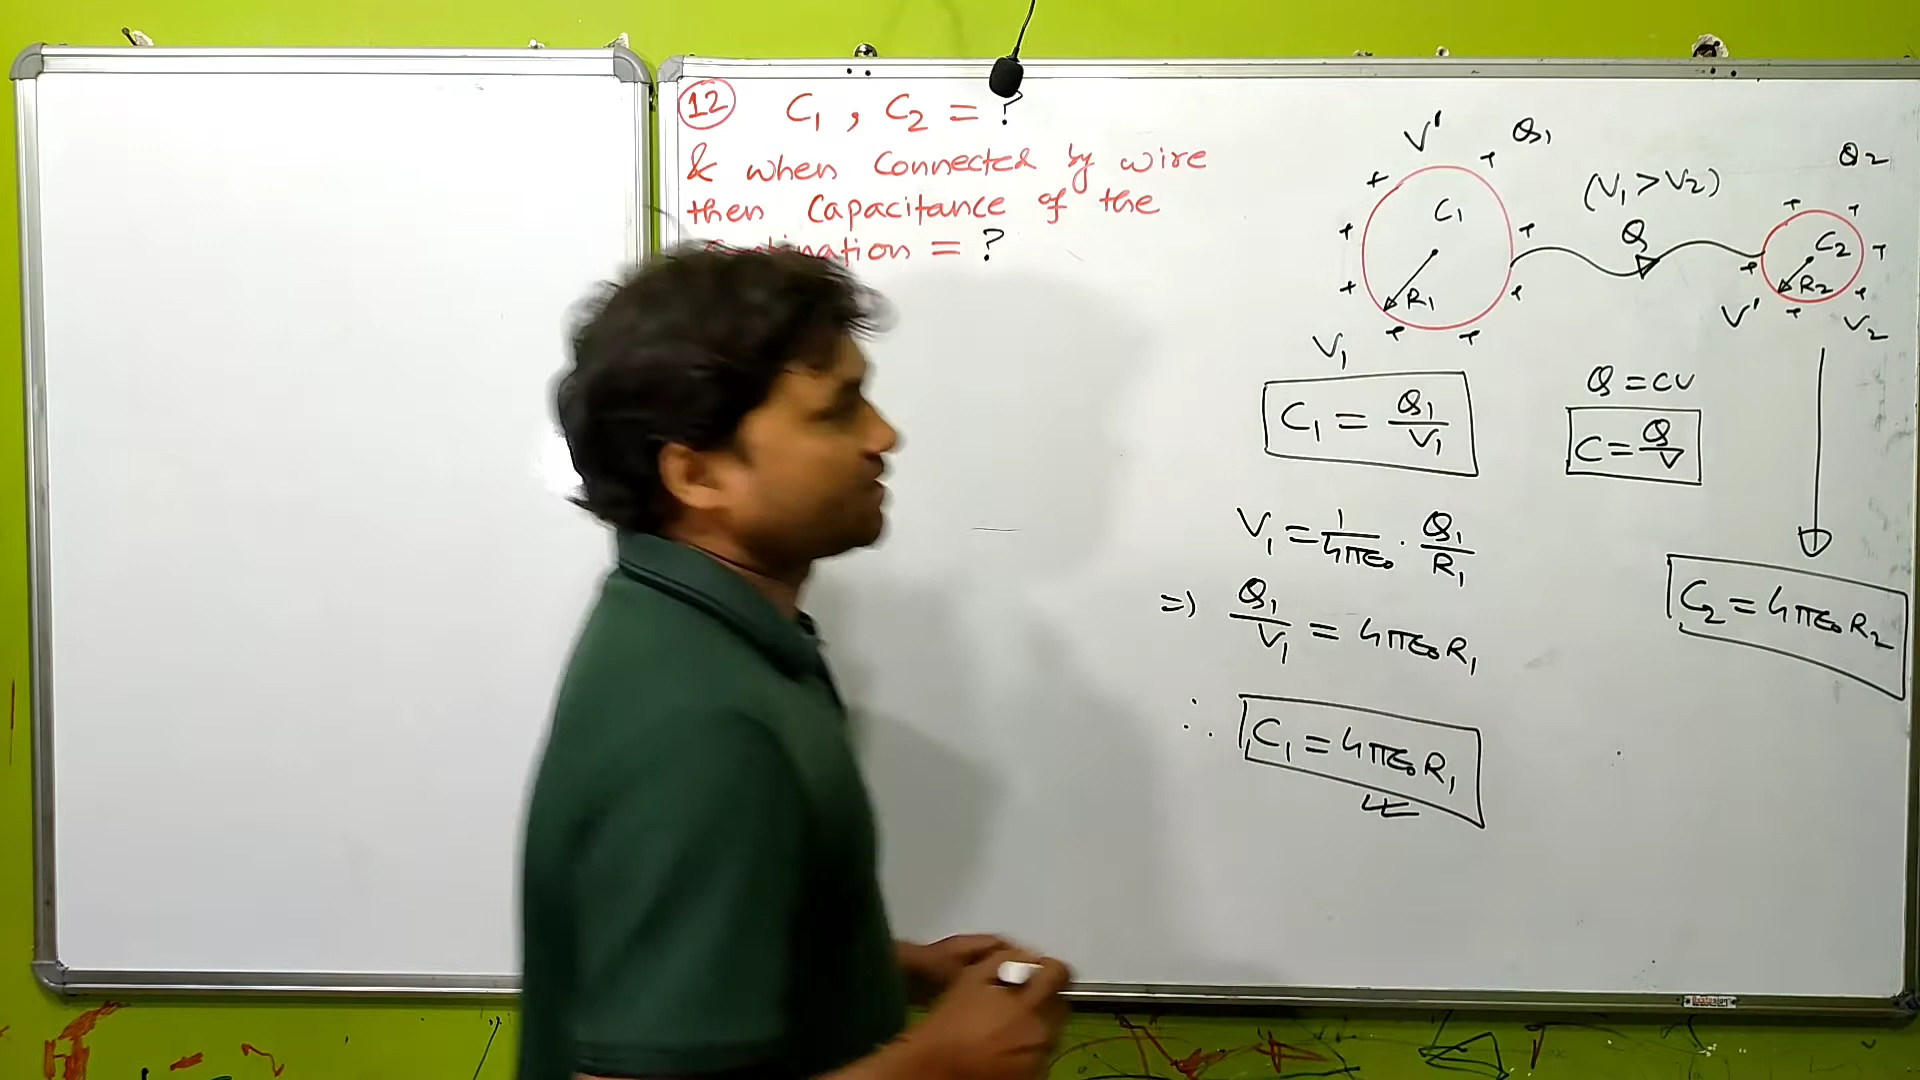 12 C₁ , C₂ = ?
& when connected by wire
then capacitance of the
= ?
V' Q₁
Q₂
(V₁ > V₂)
C₁
Q
C₂
R₁
R₂
V'
V₂
V₁
Q = CV
C₁ = Q₁/V₁
C = Q/V
V₁ = 1/4πε₀ · Q₁/R₁
=> Q₁/V₁ = 4πε₀R₁
C₂ = 4πε₀R₂
∴ C₁ = 4πε₀R₁